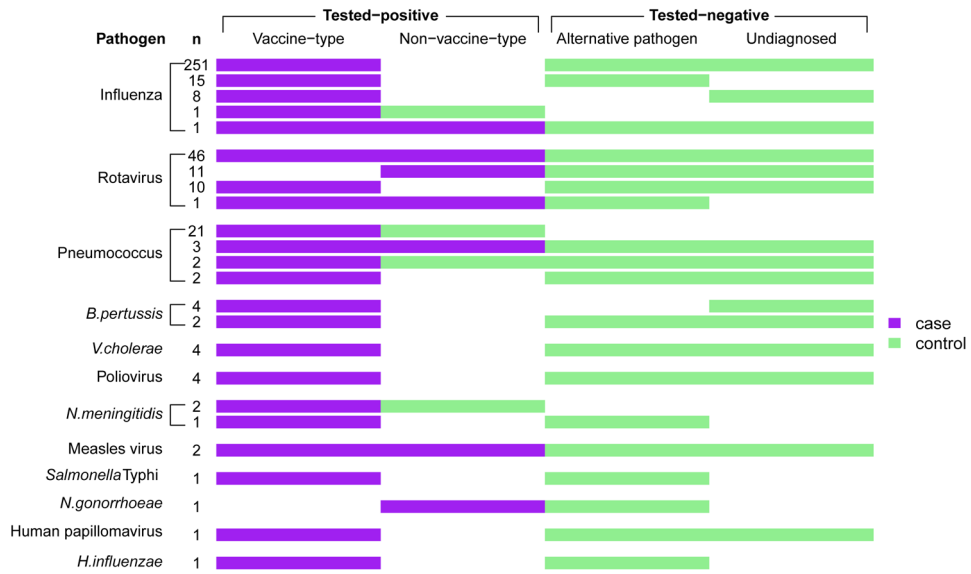 Tested−positive Tested−negative
Pathogen n Vaccine−type Non−vaccine−type Alternative pathogen Undiagnosed
251
15
Influenza 8
1
1
46
Rotavirus 11
10
1
21
Pneumococcus 3
2
2
B.pertussis 4
2
case
V.cholerae 4
control
Poliovirus 4
N.meningitidis 2
1
Measles virus 2
Salmonella Typhi 1
N.gonorrhoeae 1
Human papillomavirus 1
H.influenzae 1